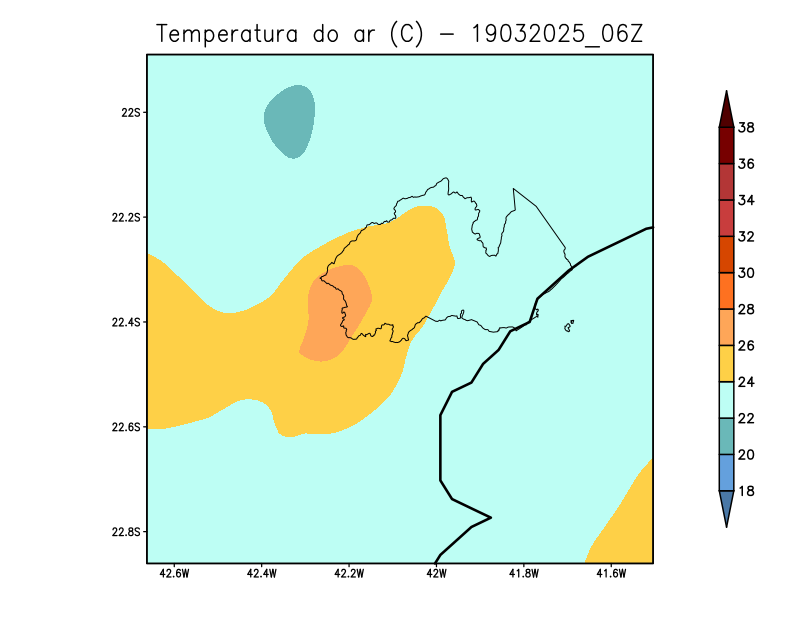 Temperatura do ar (C) - 19032025_06Z
22S
22.2S
22.4S
22.6S
22.8S
42.6W
42.4W
42.2W
42W
41.8W
41.6W
38
36
34
32
30
28
26
24
22
20
18